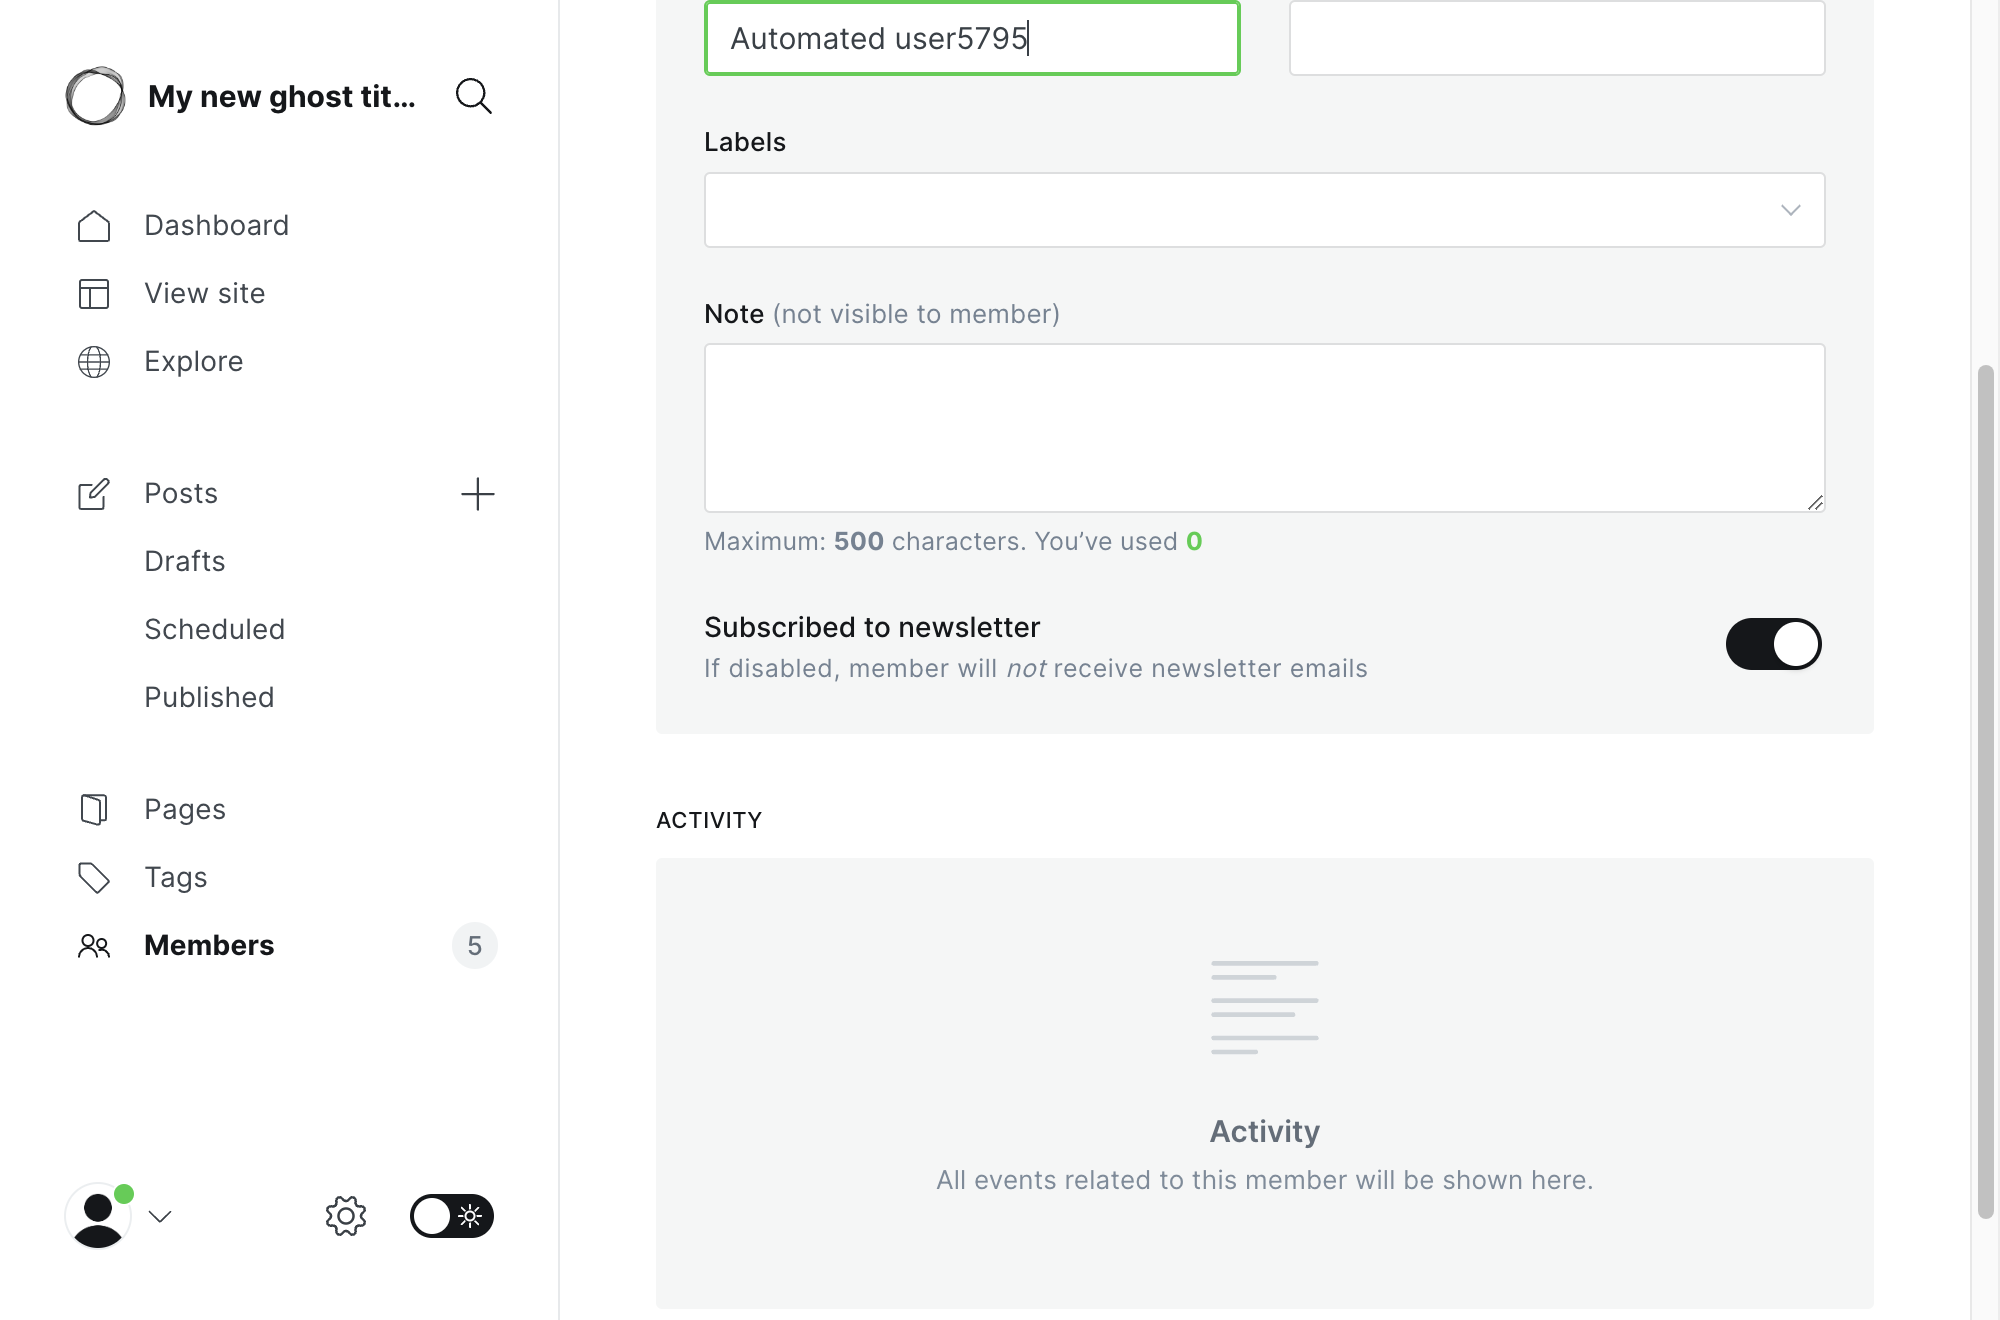 My new ghost tit...
Dashboard
View site
Explore
Posts
Drafts
Scheduled
Published
Pages
Tags
Members
5
Automated user5795
Labels
Note (not visible to member)
Maximum: 500 characters. You’ve used 0
Subscribed to newsletter
If disabled, member will not receive newsletter emails
ACTIVITY
Activity
All events related to this member will be shown here.